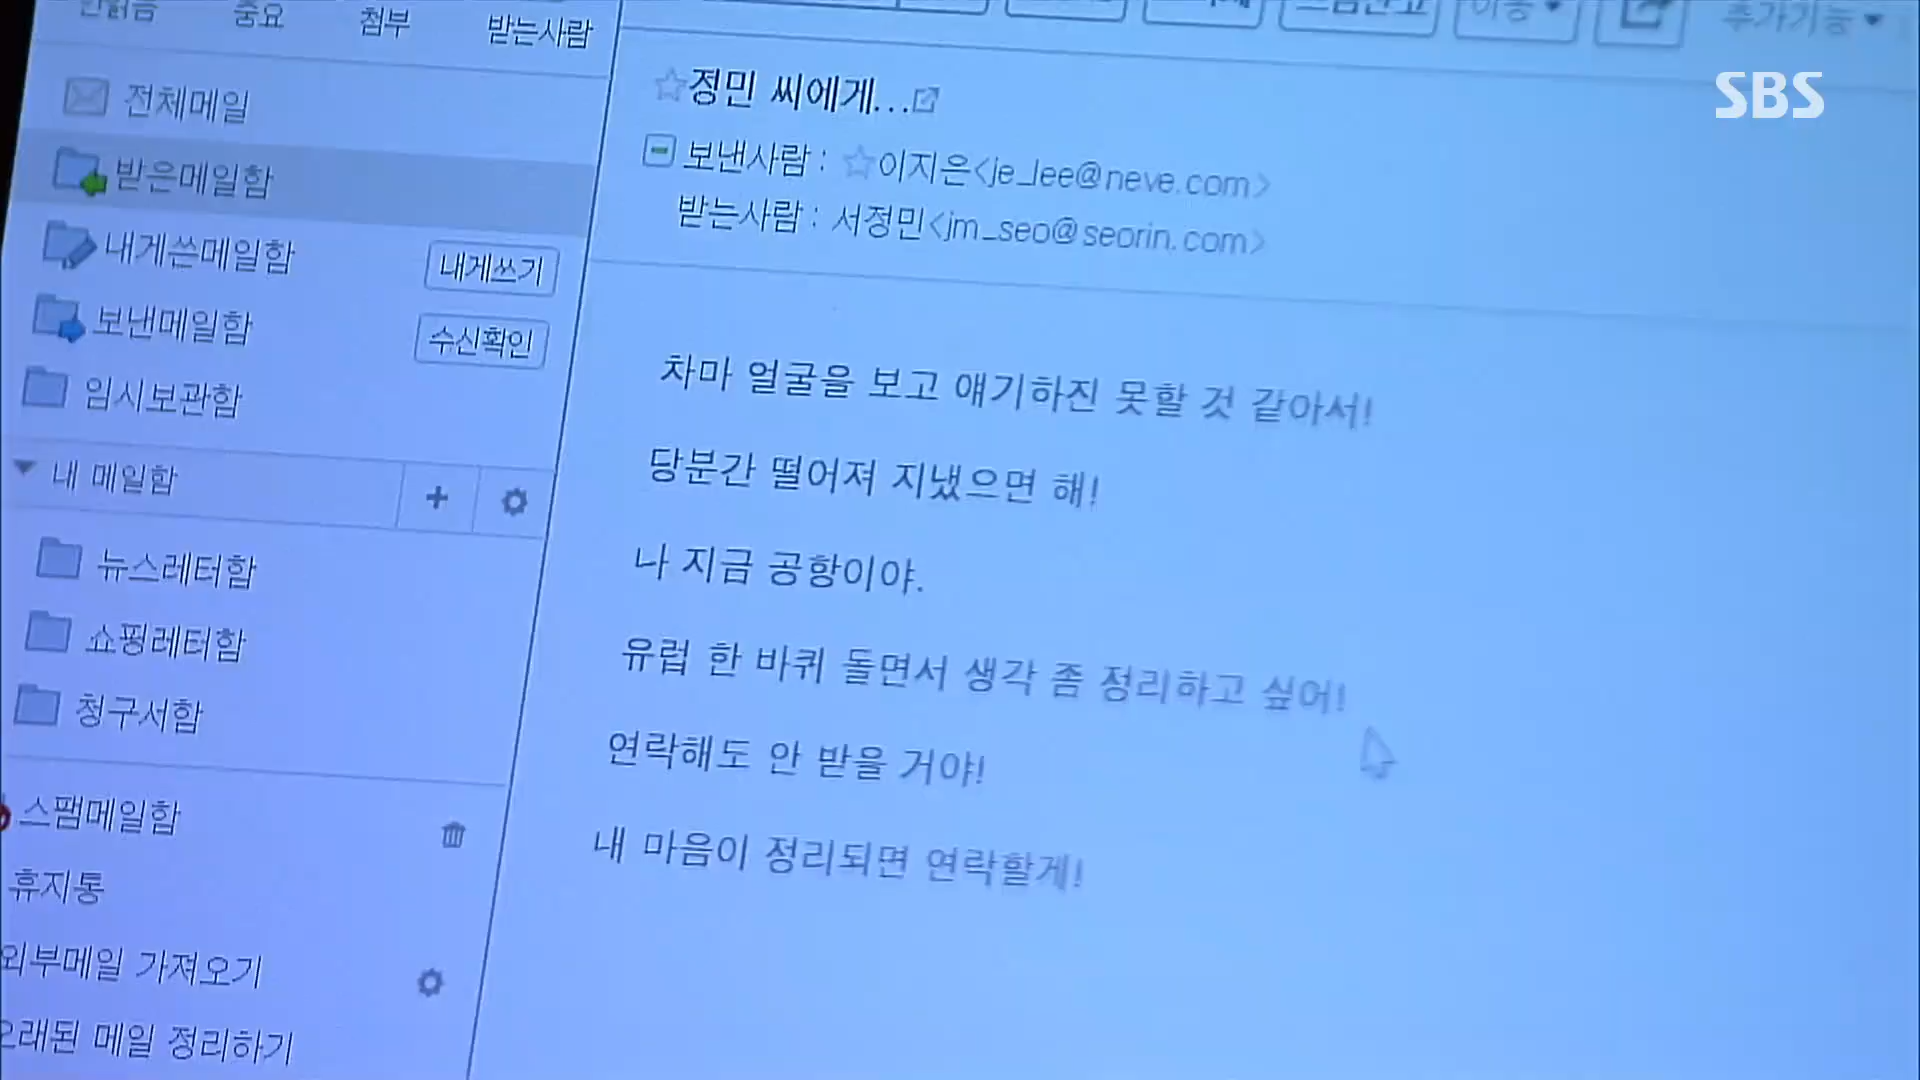 안읽음 중요 첨부 받는사람
전체메일
받은메일함
내게쓴메일함 내게쓰기
보낸메일함 수신확인
임시보관함
내 메일함
뉴스레터함
쇼핑레터함
청구서함
스팸메일함
휴지통
외부메일 가져오기
오래된 메일 정리하기
이동
추가기능
SBS
정민 씨에게...
보낸사람 : 이지은<je_lee@neve.com>
받는사람 : 서정민<jm_seo@seorin.com>
차마 얼굴을 보고 얘기하진 못할 것 같아서!
당분간 떨어져 지냈으면 해!
나 지금 공항이야.
유럽 한 바퀴 돌면서 생각 좀 정리하고 싶어!
연락해도 안 받을 거야!
내 마음이 정리되면 연락할게!